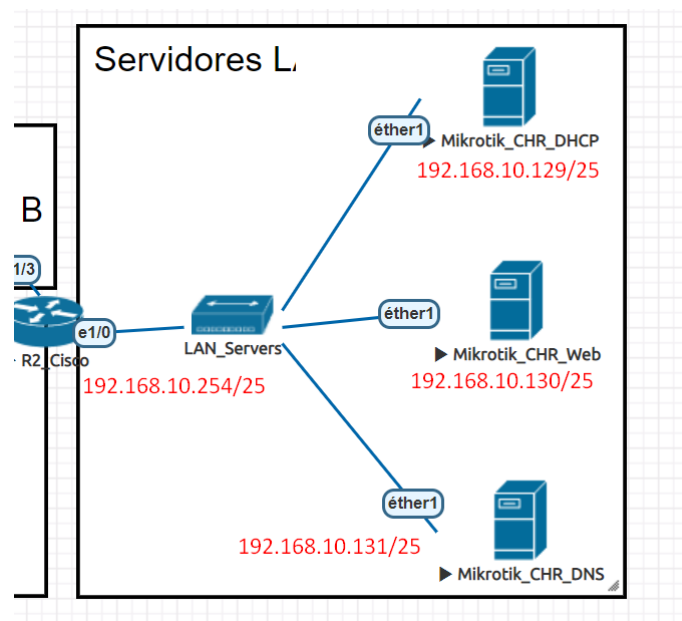 Servidores L
éther1
Mikrotik_CHR_DHCP
192.168.10.129/25
B
1/3
éther1
e1/0
LAN_Servers
Mikrotik_CHR_Web
R2_Cisco
192.168.10.254/25
192.168.10.130/25
éther1
192.168.10.131/25
Mikrotik_CHR_DNS